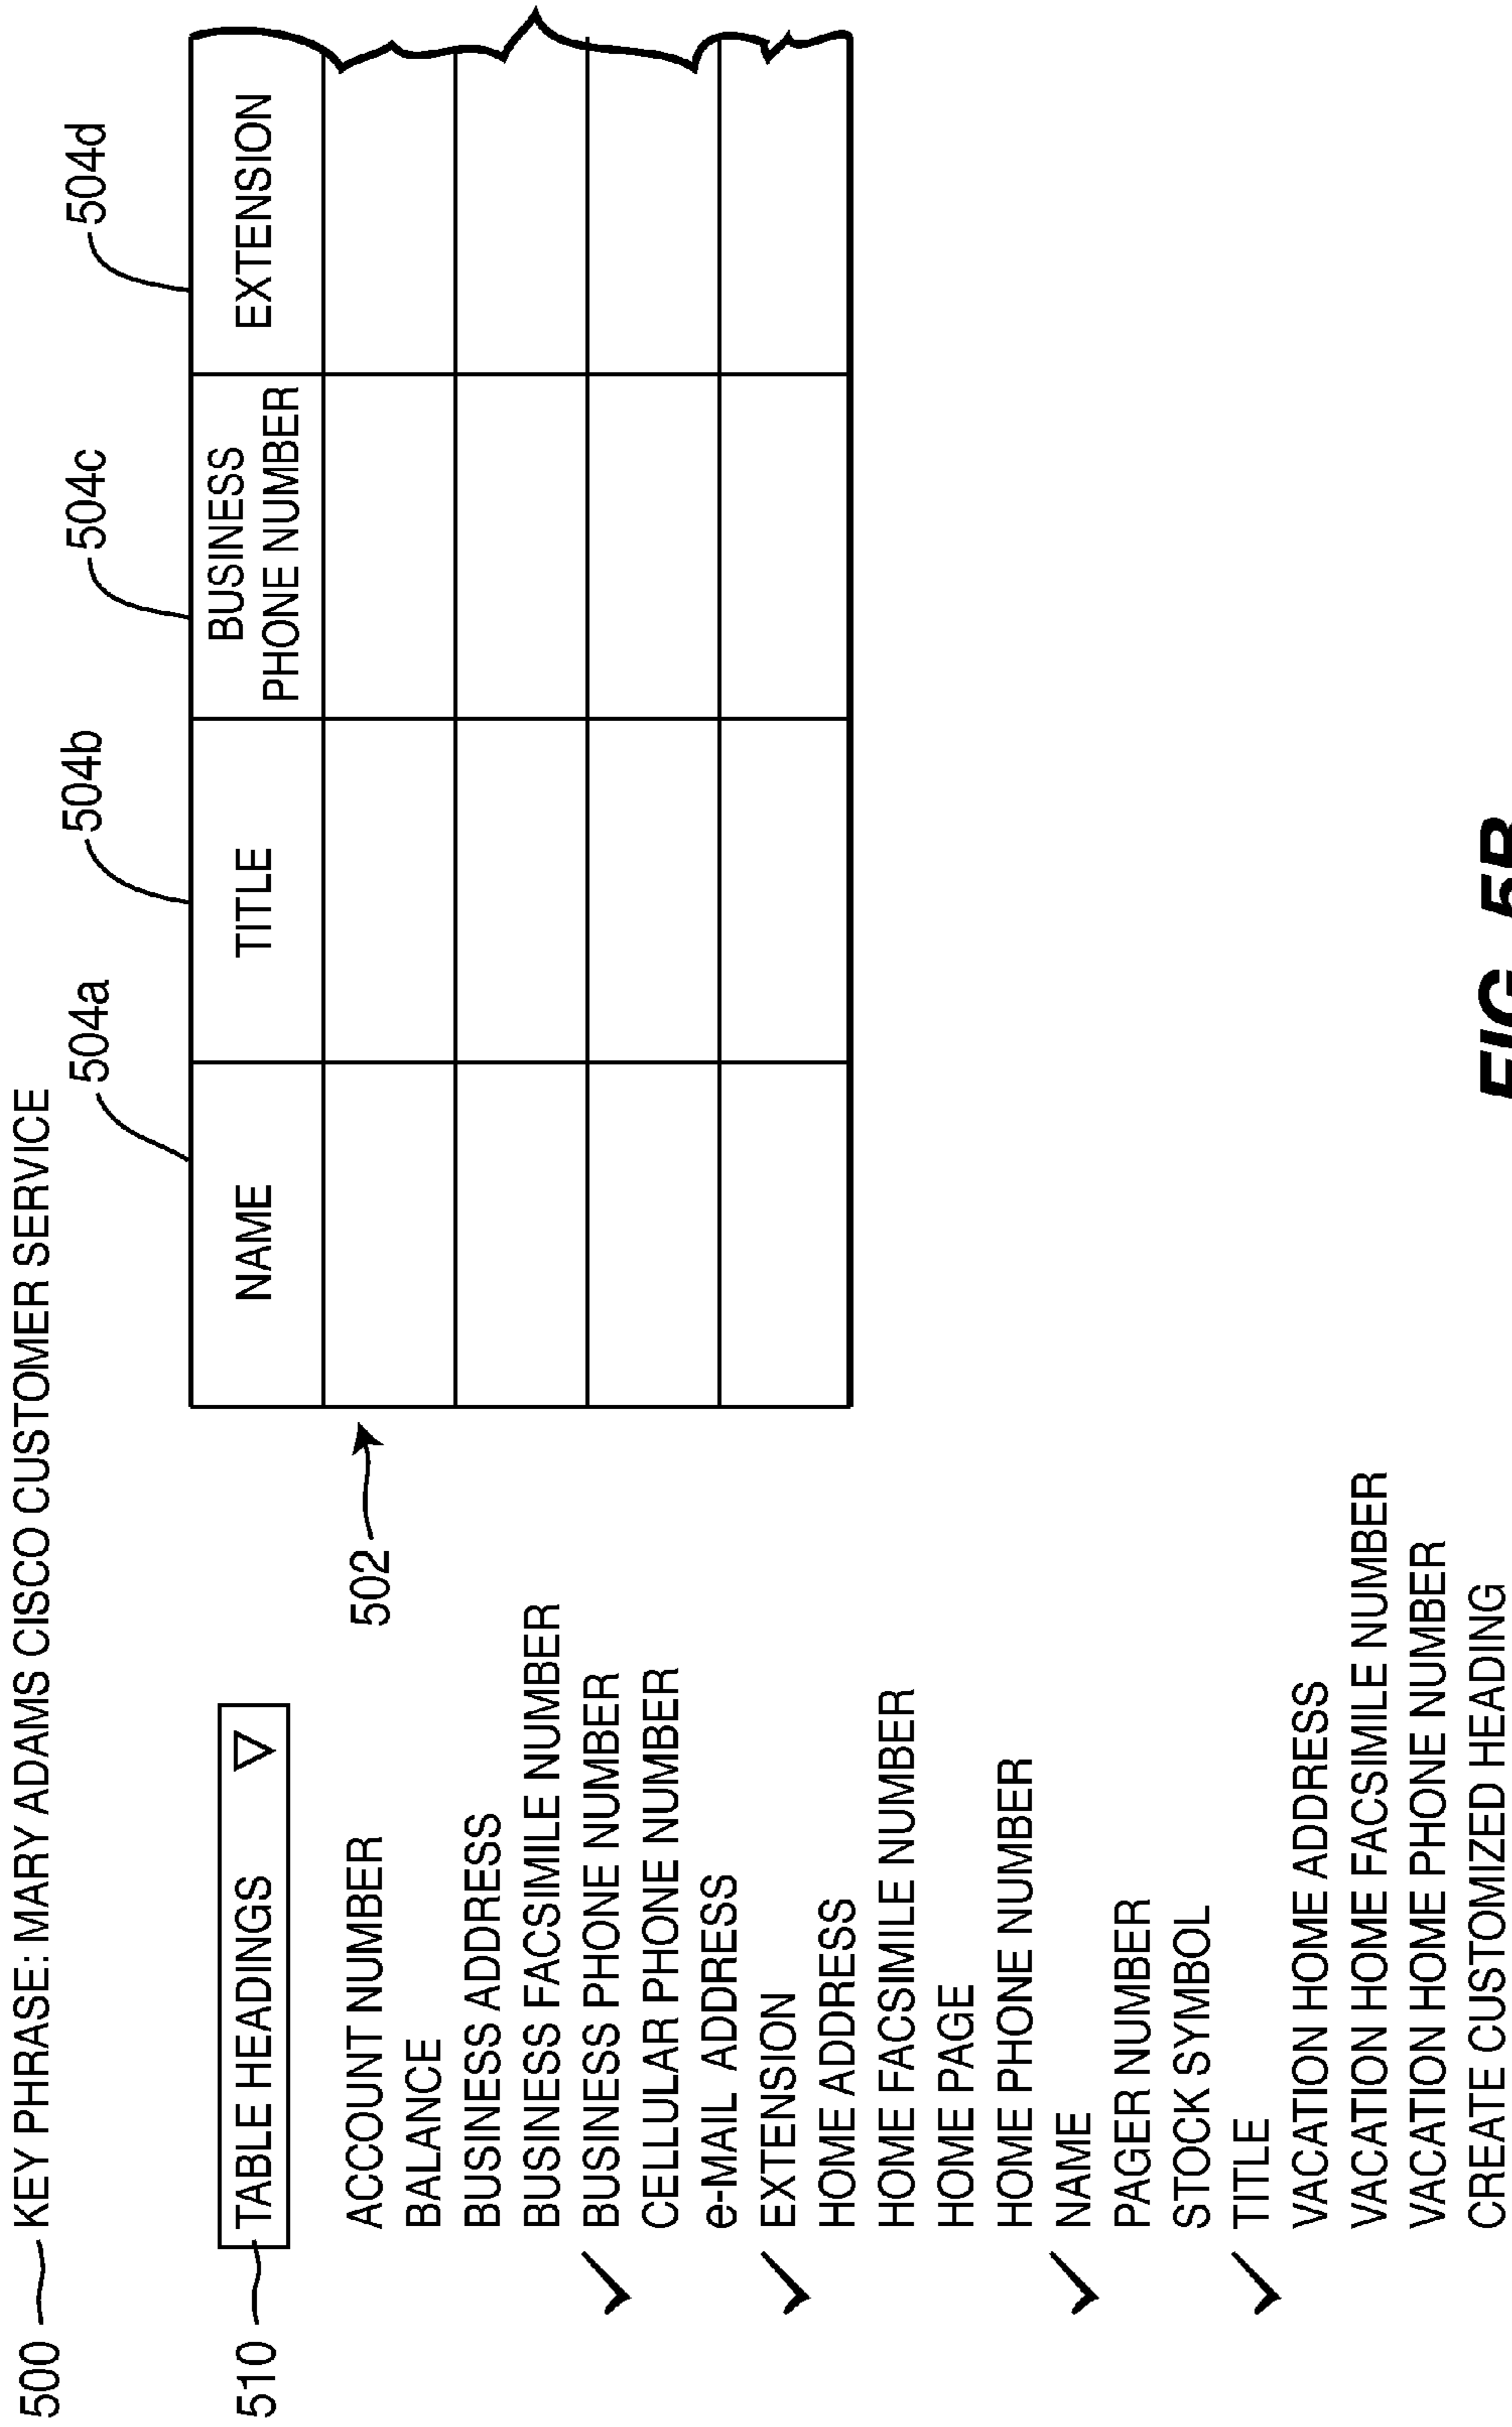 500 KEY PHRASE: MARY ADAMS CISCO CUSTOMER SERVICE
504a 504b 504c 504d
510 TABLE HEADINGS
NAME TITLE BUSINESS PHONE NUMBER EXTENSION
502
ACCOUNT NUMBER
BALANCE
BUSINESS ADDRESS
BUSINESS FACSIMILE NUMBER
BUSINESS PHONE NUMBER
CELLULAR PHONE NUMBER
e-MAIL ADDRESS
EXTENSION
HOME ADDRESS
HOME FACSIMILE NUMBER
HOME PAGE
HOME PHONE NUMBER
NAME
PAGER NUMBER
STOCK SYMBOL
TITLE
VACATION HOME ADDRESS
VACATION HOME FACSIMILE NUMBER
VACATION HOME PHONE NUMBER
CREATE CUSTOMIZED HEADING
FIG. 5B